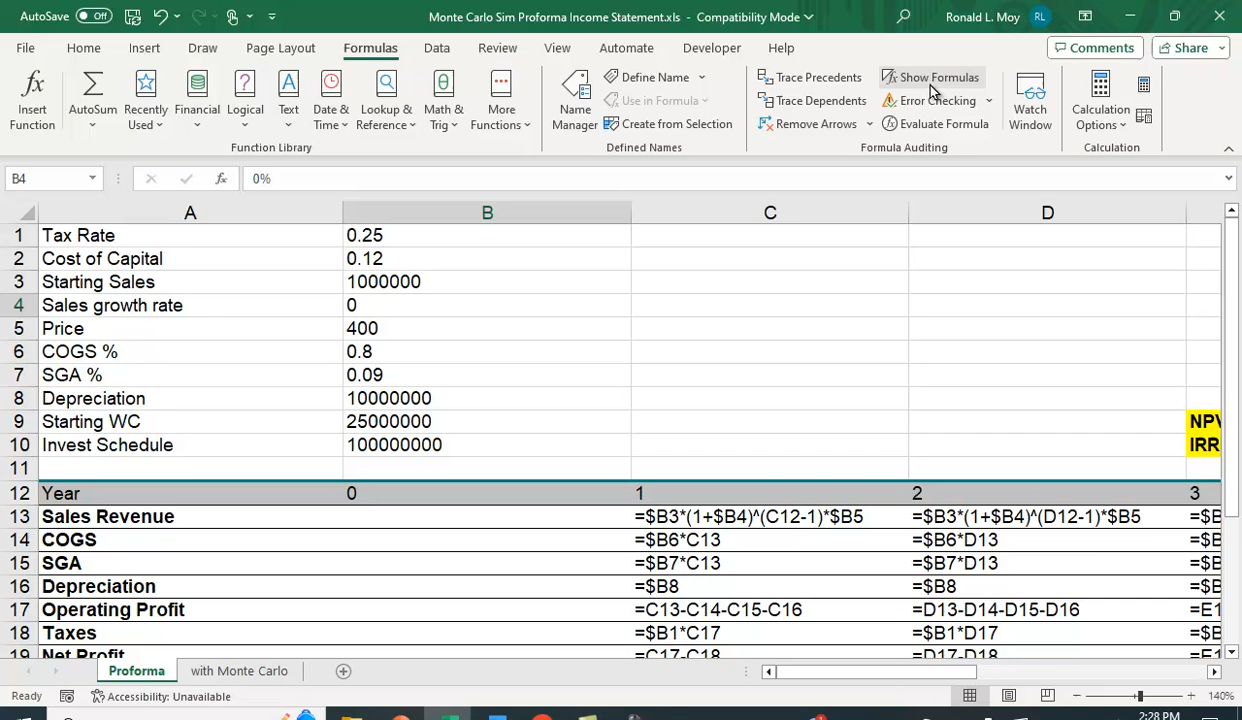 AutoSave Off Monte Carlo Sim Proforma Income Statement.xls - Compatibility Mode Ronald L. Moy RL
File Home Insert Draw Page Layout Formulas Data Review View Automate Developer Help Comments Share
Insert Function
AutoSum
Recently Used
Financial
Logical
Text
Date & Time
Lookup & Reference
Math & Trig
More Functions
Function Library
Name Manager
Define Name
Use in Formula
Create from Selection
Defined Names
Trace Precedents
Trace Dependents
Remove Arrows
Show Formulas
Error Checking
Evaluate Formula
Formula Auditing
Watch Window
Calculation Options
Calculation
B4 fx 0%
A B C D
1 Tax Rate 0.25
2 Cost of Capital 0.12
3 Starting Sales 1000000
4 Sales growth rate 0
5 Price 400
6 COGS % 0.8
7 SGA % 0.09
8 Depreciation 10000000
9 Starting WC 25000000 NPV
10 Invest Schedule 100000000 IRR
11
12 Year 0 1 2 3
13 Sales Revenue =$B3*(1+$B4)^(C12-1)*$B5 =$B3*(1+$B4)^(D12-1)*$B5 =$B
14 COGS =$B6*C13 =$B6*D13 =$B
15 SGA =$B7*C13 =$B7*D13 =$B
16 Depreciation =$B8 =$B8 =$B
17 Operating Profit =C13-C14-C15-C16 =D13-D14-D15-D16 =E1
18 Taxes =$B1*C17 =$B1*D17 =$B
19 Net Profit =C17-C18 =D17-D18
Proforma with Monte Carlo
Ready Accessibility: Unavailable 140%
2:28 PM